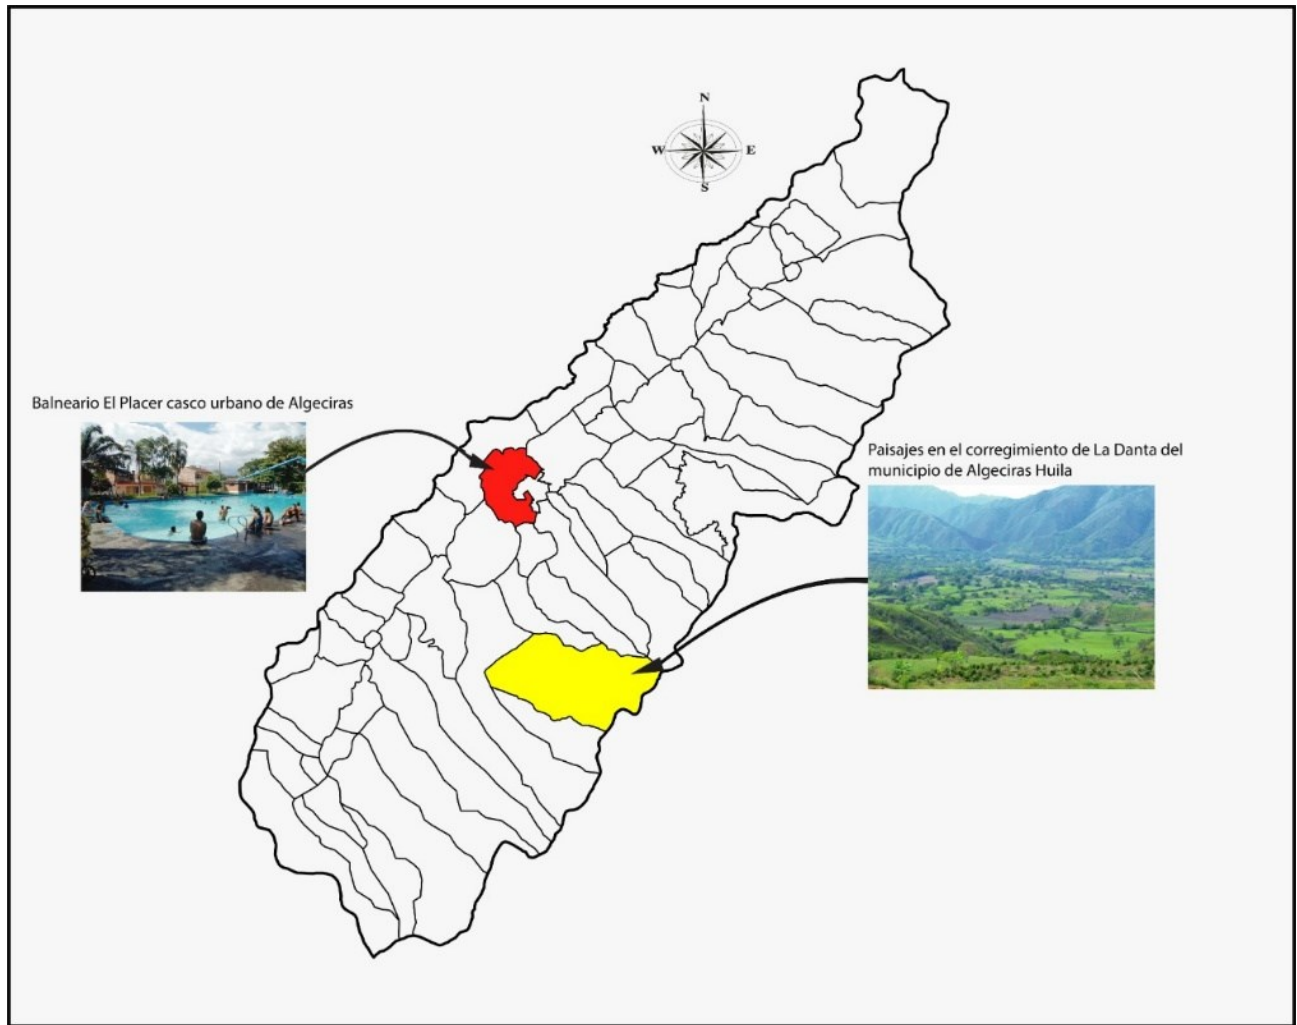 N
W E
S
Balneario El Placer casco urbano de Algeciras
Paisajes en el corregimiento de La Danta del
municipio de Algeciras Huila